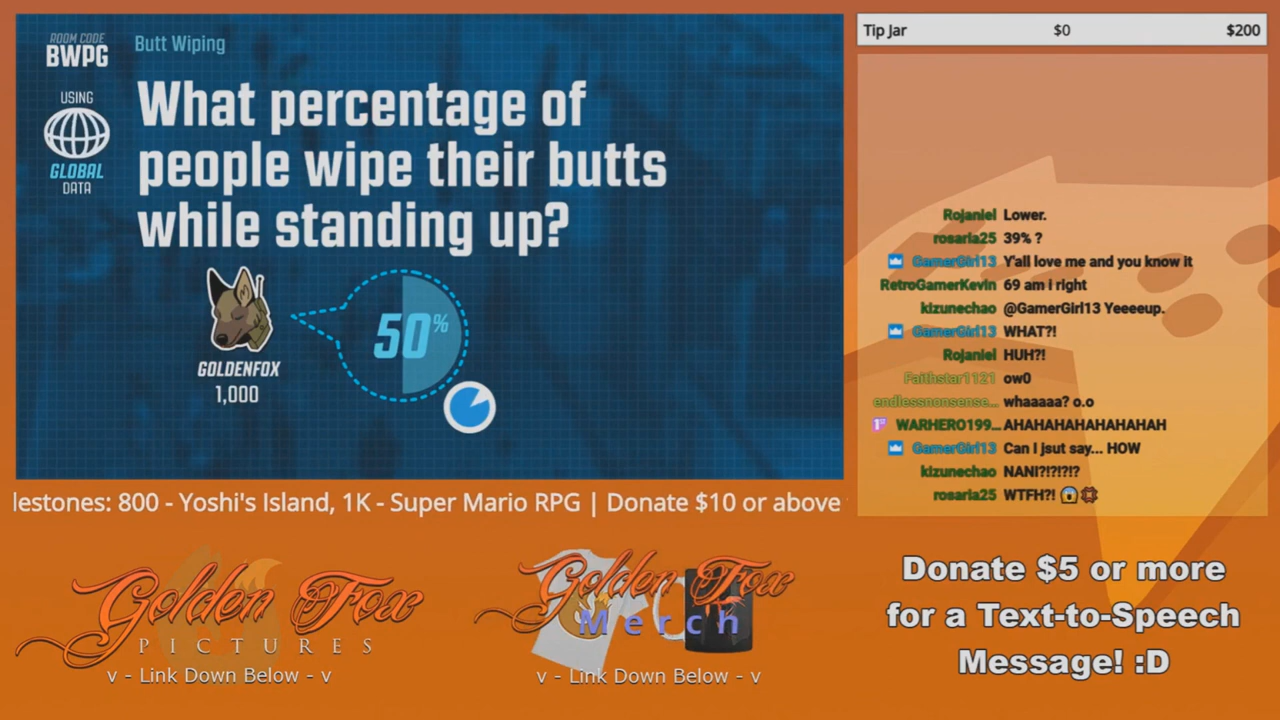 ROOM CODE
BWPG
Butt Wiping
USING
GLOBAL
DATA
What percentage of
people wipe their butts
while standing up?
50%
GOLDENFOX
1,000
lestones: 800 - Yoshi's Island, 1K - Super Mario RPG | Donate $10 or above
Tip Jar $0 $200
Rojaniel Lower.
rosaria25 39% ?
GamerGirl13 Y'all love me and you know it
RetroGamerKevin 69 am i right
kizunechao @GamerGirl13 Yeeeeup.
GamerGirl13 WHAT?!
Rojaniel HUH?!
Faithstar1121 ow0
endlessnonsense... whaaaaa? o.o
WARHERO199... AHAHAHAHAHAHAH
GamerGirl13 Can I jsut say... HOW
kizunechao NANI?!?!?!?
rosaria25 WTFH?! 😱💢
Golden Fox
PICTURES
v - Link Down Below - v
Golden Fox
Merch
v - Link Down Below - v
Donate $5 or more
for a Text-to-Speech
Message! :D